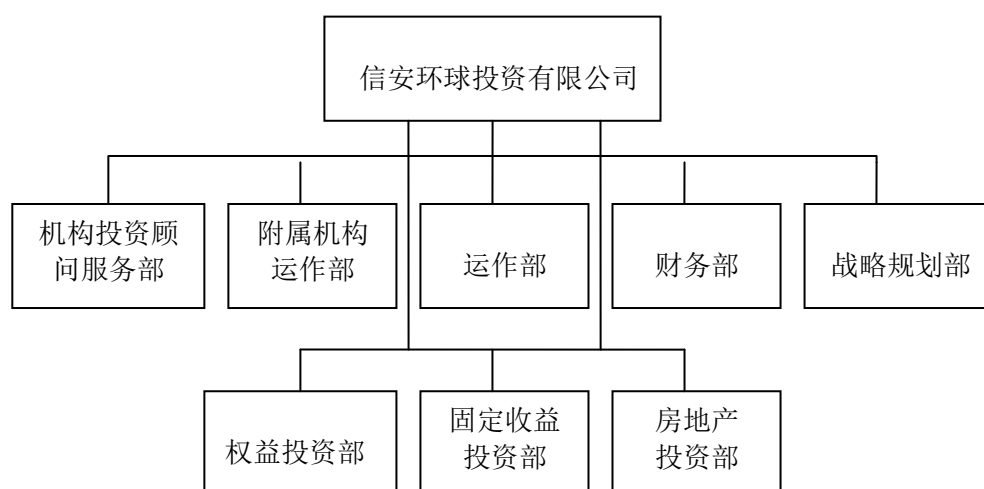 信安环球投资有限公司
机构投资顾
问服务部
附属机构
运作部
运作部
财务部
战略规划部
权益投资部
固定收益
投资部
房地产
投资部